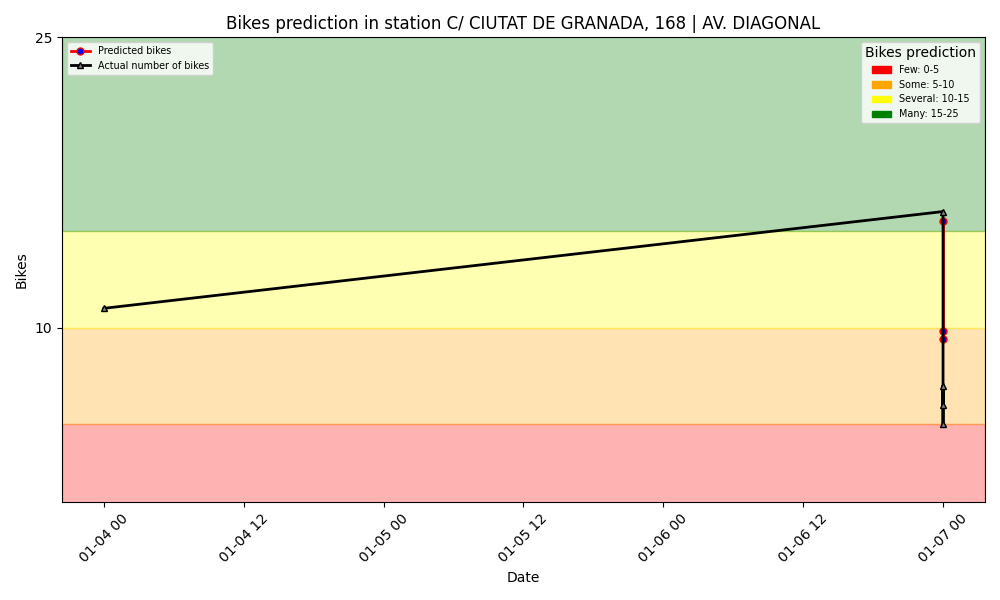 Bikes prediction in station C/ CIUTAT DE GRANADA, 168 | AV. DIAGONAL
25
Predicted bikes
Actual number of bikes
Bikes prediction
Few: 0-5
Some: 5-10
Several: 10-15
Many: 15-25
Bikes
10
01-04 00
01-04 12
01-05 00
01-05 12
01-06 00
01-06 12
01-07 00
Date